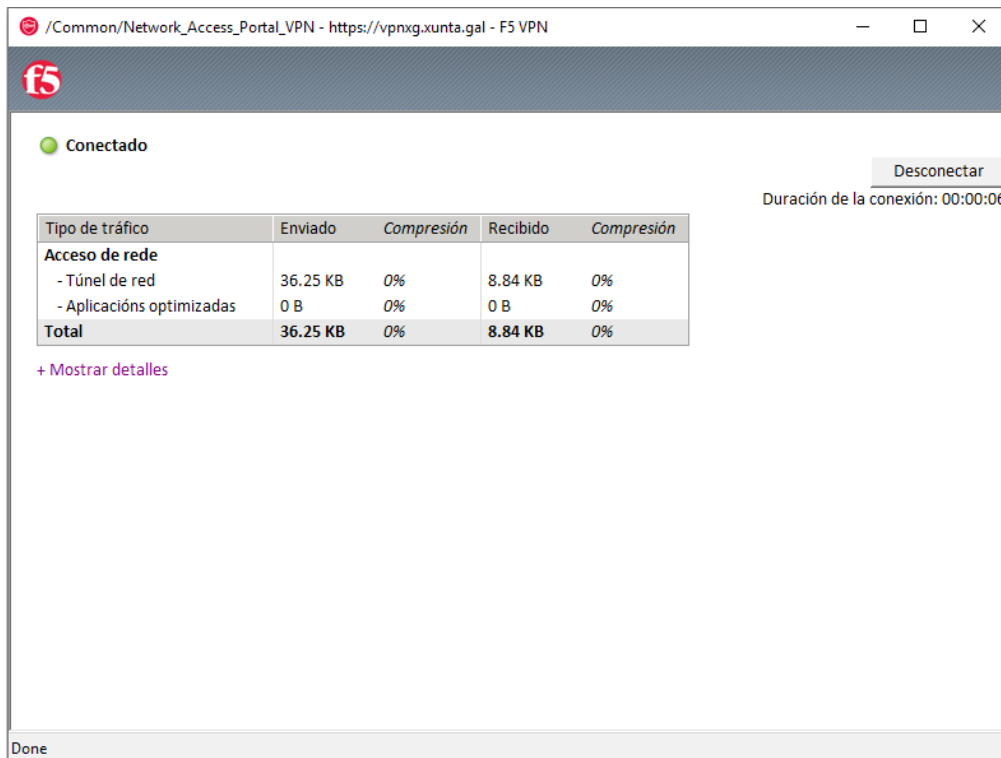 /Common/Network_Access_Portal_VPN - https://vpnxg.xunta.gal - F5 VPN
f5
Conectado
Desconectar
Duración de la conexión: 00:00:06
Tipo de tráfico Enviado Compresión Recibido Compresión
Acceso de rede
- Túnel de red 36.25 KB 0% 8.84 KB 0%
- Aplicacións optimizadas 0 B 0% 0 B 0%
Total 36.25 KB 0% 8.84 KB 0%
+ Mostrar detalles
Done